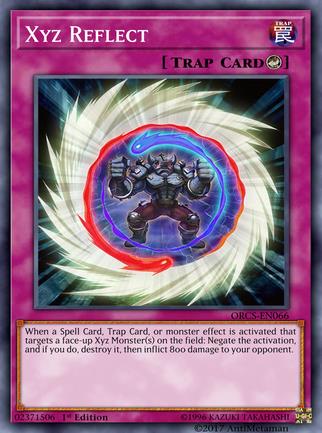 Xyz Reflect
TRAP
罠
[Trap Card]
ORCS-EN066
When a Spell Card, Trap Card, or monster effect is activated that
targets a face-up Xyz Monster(s) on the field: Negate the activation,
and if you do, destroy it, then inflict 800 damage to your opponent.
02371506 1st Edition ©1996 KAZUKI TAKAHASHI
©2017 AntiMetaman